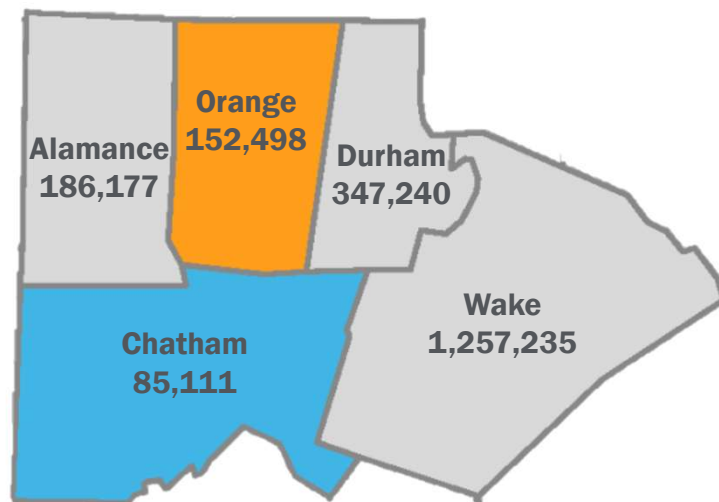 Orange
152,498
Alamance
186,177
Durham
347,240
Wake
1,257,235
Chatham
85,111